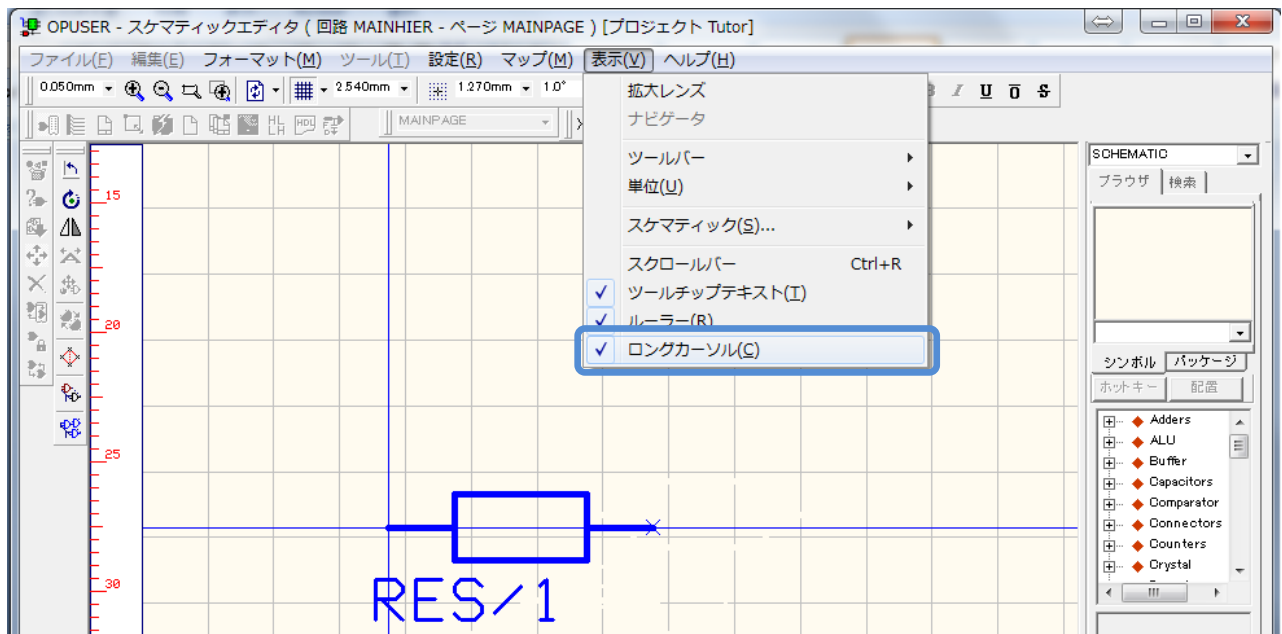 OPUSER - スケマティックエディタ ( 回路 MAINHIER - ページ MAINPAGE ) [プロジェクト Tutor]
ファイル(F) 編集(E) フォーマット(M) ツール(T) 設定(R) マップ(M) 表示(V) ヘルプ(H)
0.050mm 2.540mm 1.270mm 1.0° I U O S
HL HDL MAINPAGE
拡大レンズ
ナビゲータ
ツールバー
単位(U)
スケマティック(S)...
スクロールバー Ctrl+R
ツールチップテキスト(T)
ルーラー(R)
ロングカーソル(C)
15
20
25
30
RES/1
SCHEMATIC
ブラウザ 検索
シンボル パッケージ
ホットキー 配置
Adders
ALU
Buffer
Capacitors
Comparator
Connectors
Counters
Crystal